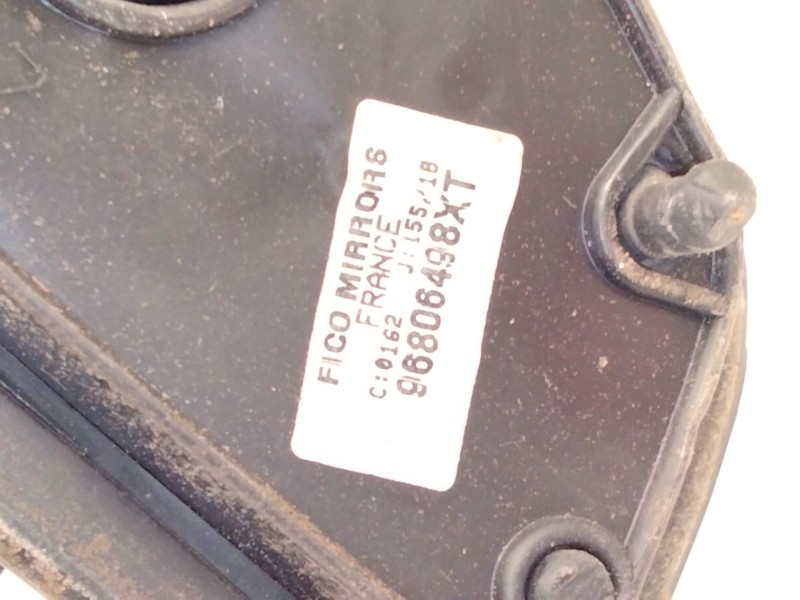 FICO MIRRORS
FRANCE
C:0162 J:155/18
96806498XT